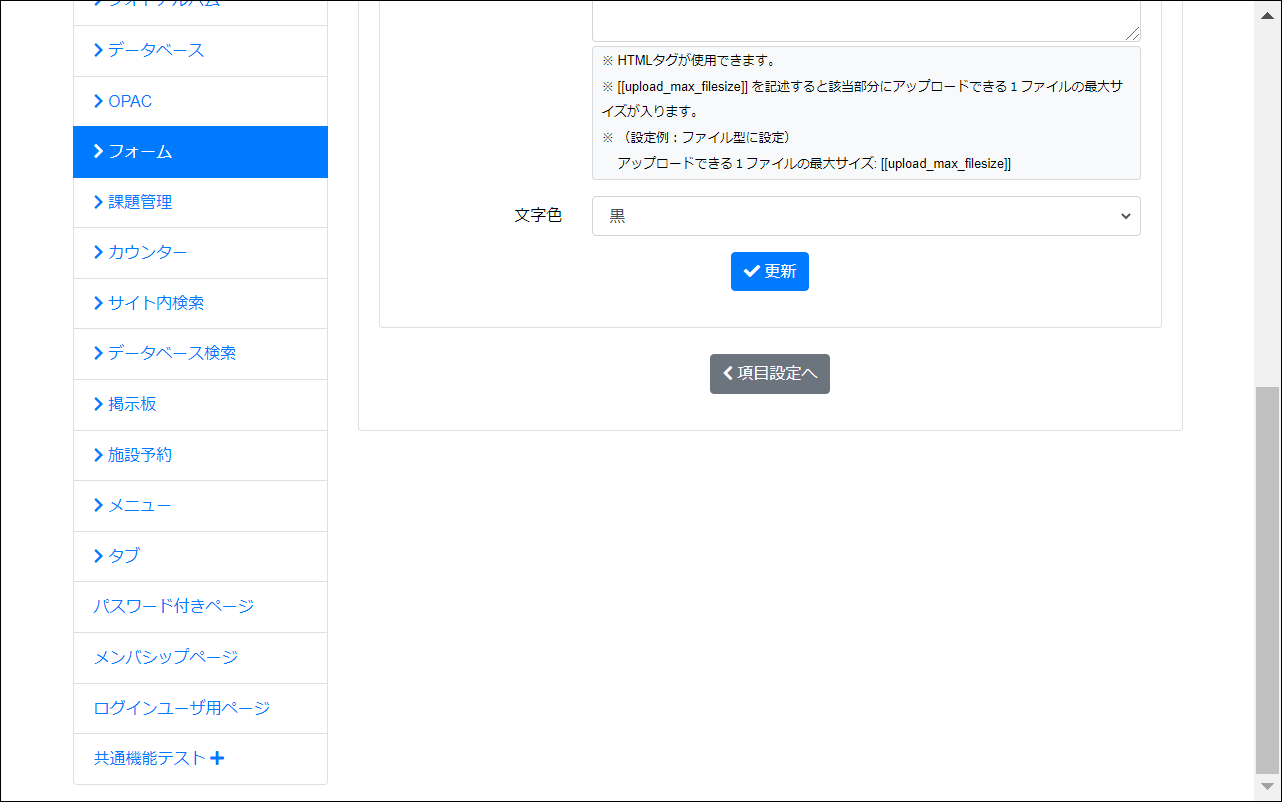 データベース
OPAC
フォーム
課題管理
カウンター
サイト内検索
データベース検索
掲示板
施設予約
メニュー
タブ
パスワード付きページ
メンバシップページ
ログインユーザ用ページ
共通機能テスト
※ HTMLタグが使用できます。
※ [[upload_max_filesize]] を記述すると該当部分にアップロードできる１ファイルの最大サ
イズが入ります。
※ （設定例：ファイル型に設定）
アップロードできる１ファイルの最大サイズ: [[upload_max_filesize]]
文字色
黒
更新
項目設定へ